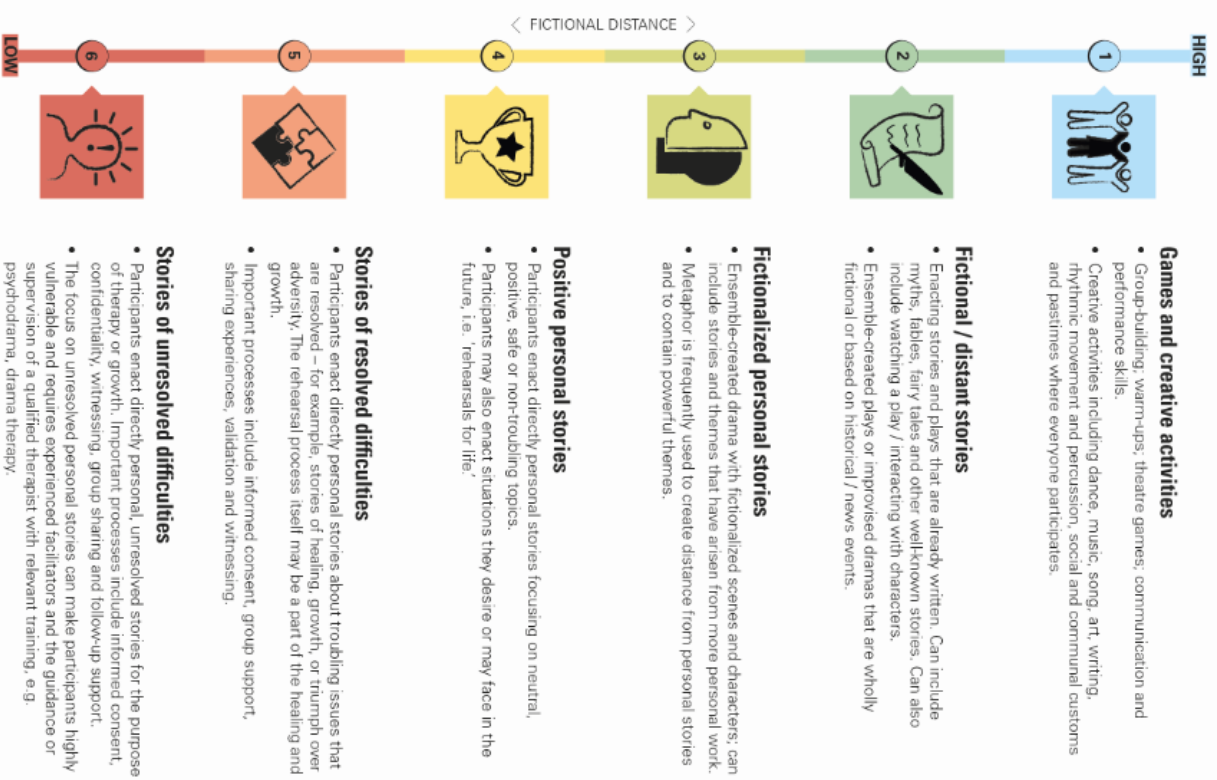 FICTIONAL DISTANCE
HIGH
1
Games and creative activities
• Group-building; warm-ups; theatre games; communication and
performance skills.
• Creative activities including dance, music, song, art, writing,
rhythmic movement and percussion, social and communal customs
and pastimes where everyone participates.
2
Fictional / distant stories
• Enacting stories and plays that are already written. Can include
myths, fables, fairy tales and other well-known stories. Can also
include watching a play / interacting with characters.
• Ensemble-created plays or improvised dramas that are wholly
fictional or based on historical / news events.
3
Fictionalized personal stories
• Ensemble-created drama with fictionalized scenes and characters; can
include stories and themes that have arisen from more personal work.
• Metaphor is frequently used to create distance from personal stories
and to contain powerful themes.
4
Positive personal stories
• Participants enact directly personal stories focusing on neutral,
positive, safe or non-troubling topics.
• Participants may also enact situations they desire or may face in the
future, i.e. 'rehearsals for life.'
5
Stories of resolved difficulties
• Participants enact directly personal stories about troubling issues that
are resolved – for example, stories of healing, growth, or triumph over
adversity. The rehearsal process itself may be a part of the healing and
growth.
• Important processes include informed consent, group support,
sharing experiences, validation and witnessing.
6
Stories of unresolved difficulties
• Participants enact directly personal, unresolved stories for the purpose
of therapy or growth. Important processes include informed consent,
confidentiality, witnessing, group sharing and follow-up support.
• The focus on unresolved personal stories can make participants highly
vulnerable and requires experienced facilitators and the guidance or
supervision of a qualified therapist with relevant training, e.g.
psychodrama, drama therapy.
LOW